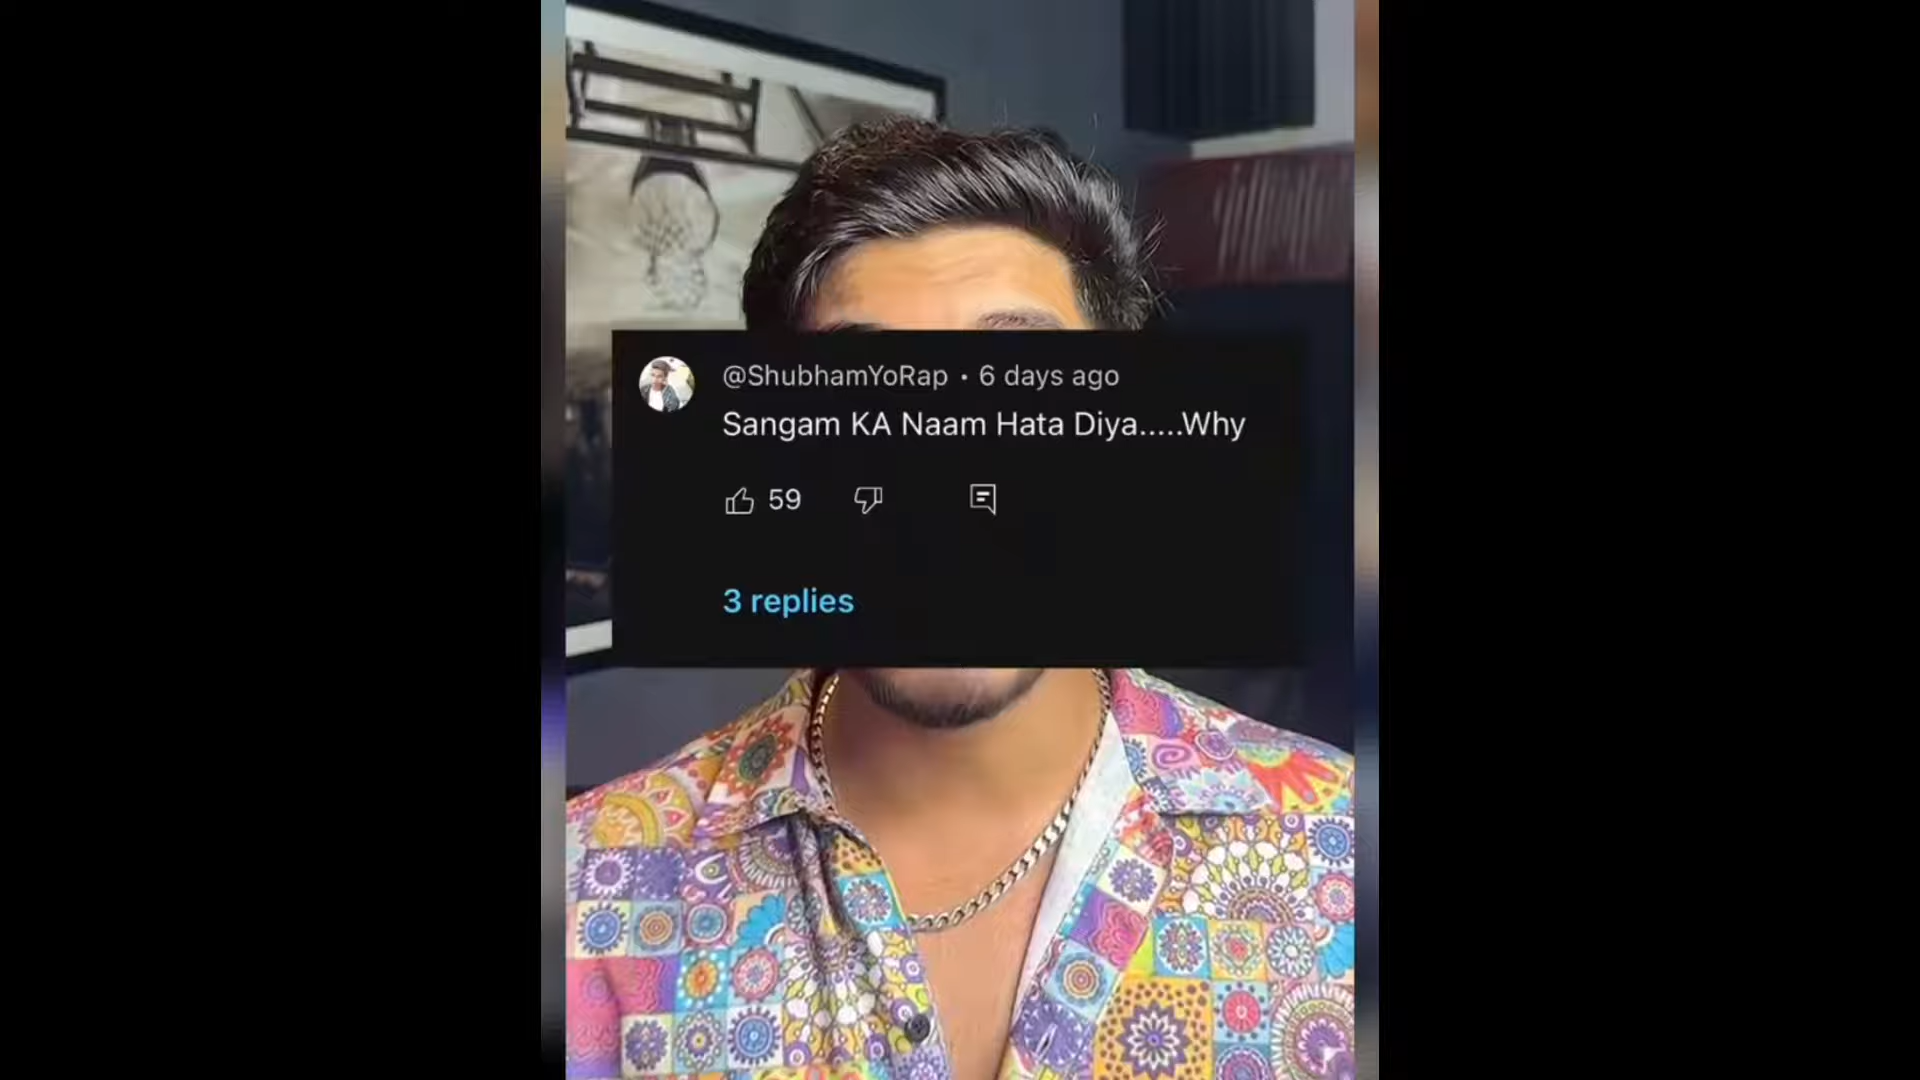 @ShubhamYoRap • 6 days ago
Sangam KA Naam Hata Diya.....Why
59
3 replies